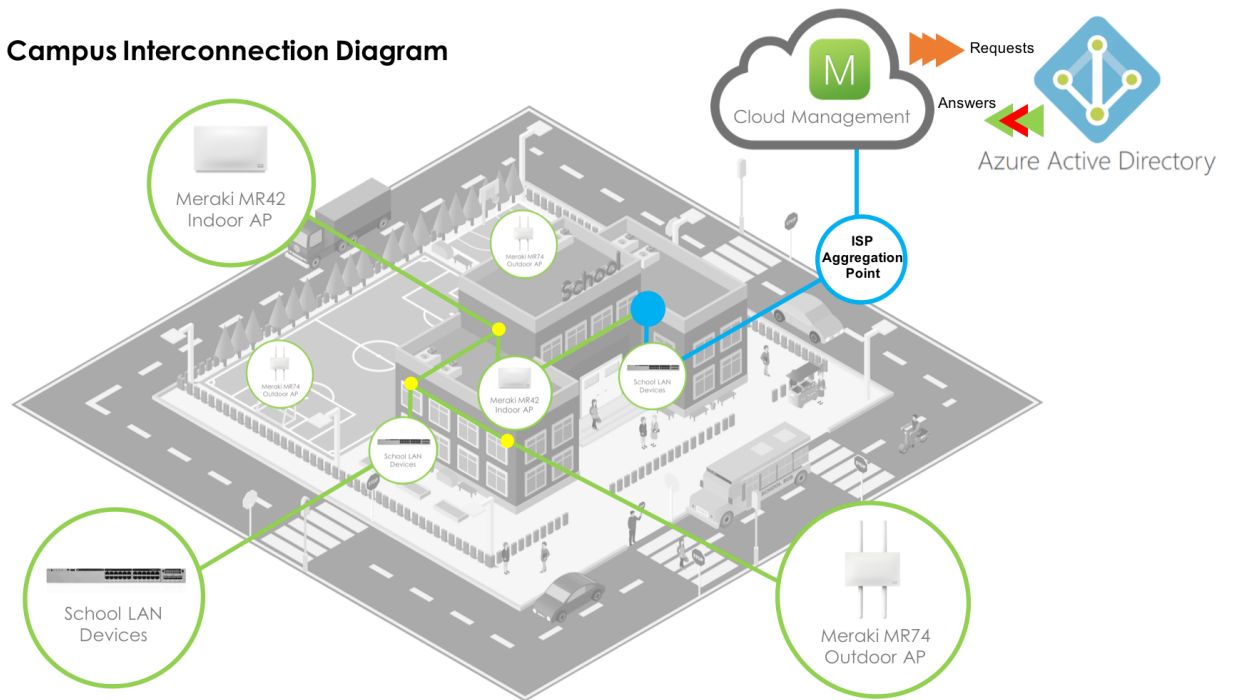 Campus Interconnection Diagram
M
Cloud Management
Requests
Answers
Azure Active Directory
Meraki MR42
Indoor AP
Meraki MR74
Outdoor AP
School
ISP
Aggregation
Point
Meraki MR74
Outdoor AP
Meraki MR42
Indoor AP
School LAN
Devices
School LAN
Devices
SCHOOL BUS
School LAN
Devices
Meraki MR74
Outdoor AP